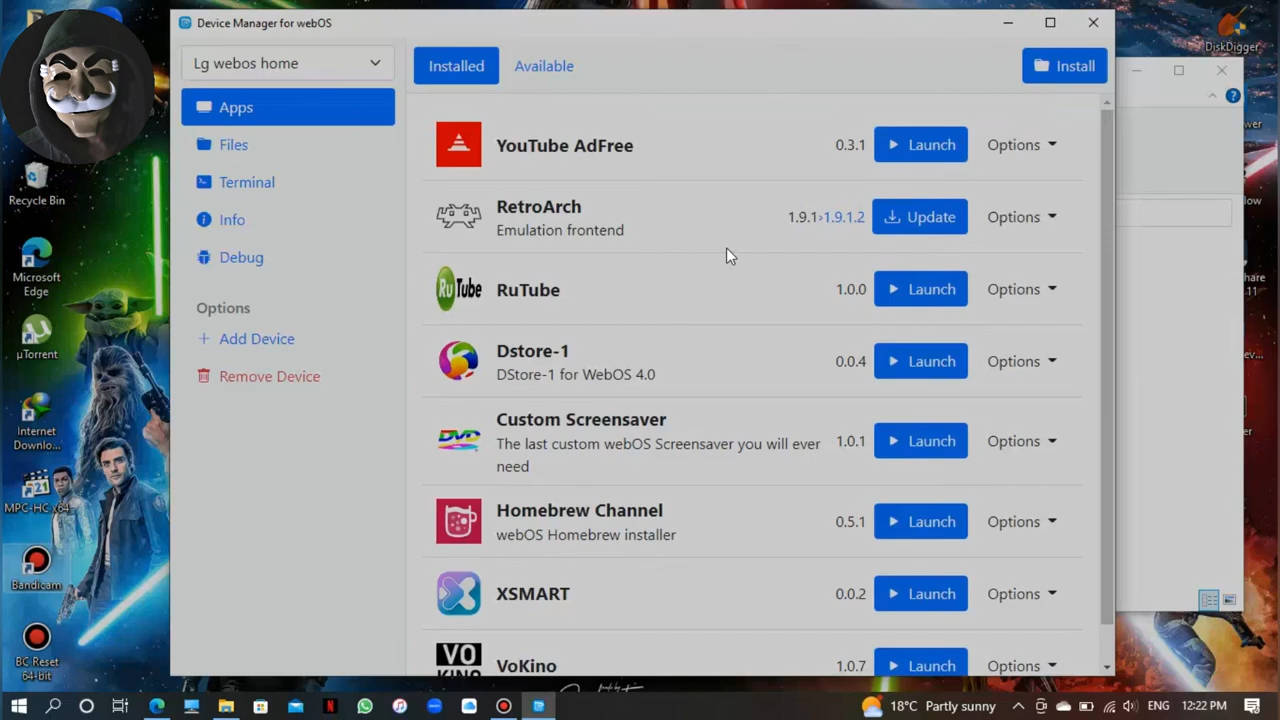 Device Manager for webOS
Lg webos home
Installed
Available
Install
DiskDigger
Apps
Files
Terminal
Info
Debug
Options
Add Device
Remove Device
YouTube AdFree
0.3.1
Launch
Options
RetroArch
Emulation frontend
1.9.1›1.9.1.2
Update
Options
RuTube
RuTube
1.0.0
Launch
Options
Dstore-1
DStore-1 for WebOS 4.0
0.0.4
Launch
Options
DVD
Custom Screensaver
The last custom webOS Screensaver you will ever
need
1.0.1
Launch
Options
Homebrew Channel
webOS Homebrew installer
0.5.1
Launch
Options
XSMART
0.0.2
Launch
Options
VO
VoKino
1.0.7
Launch
Options
Recycle Bin
Microsoft
Edge
µTorrent
Internet
Downlo...
MPC-HC x64
Bandicam
BC Reset
64-bit
18°C Partly sunny
ENG
12:22 PM